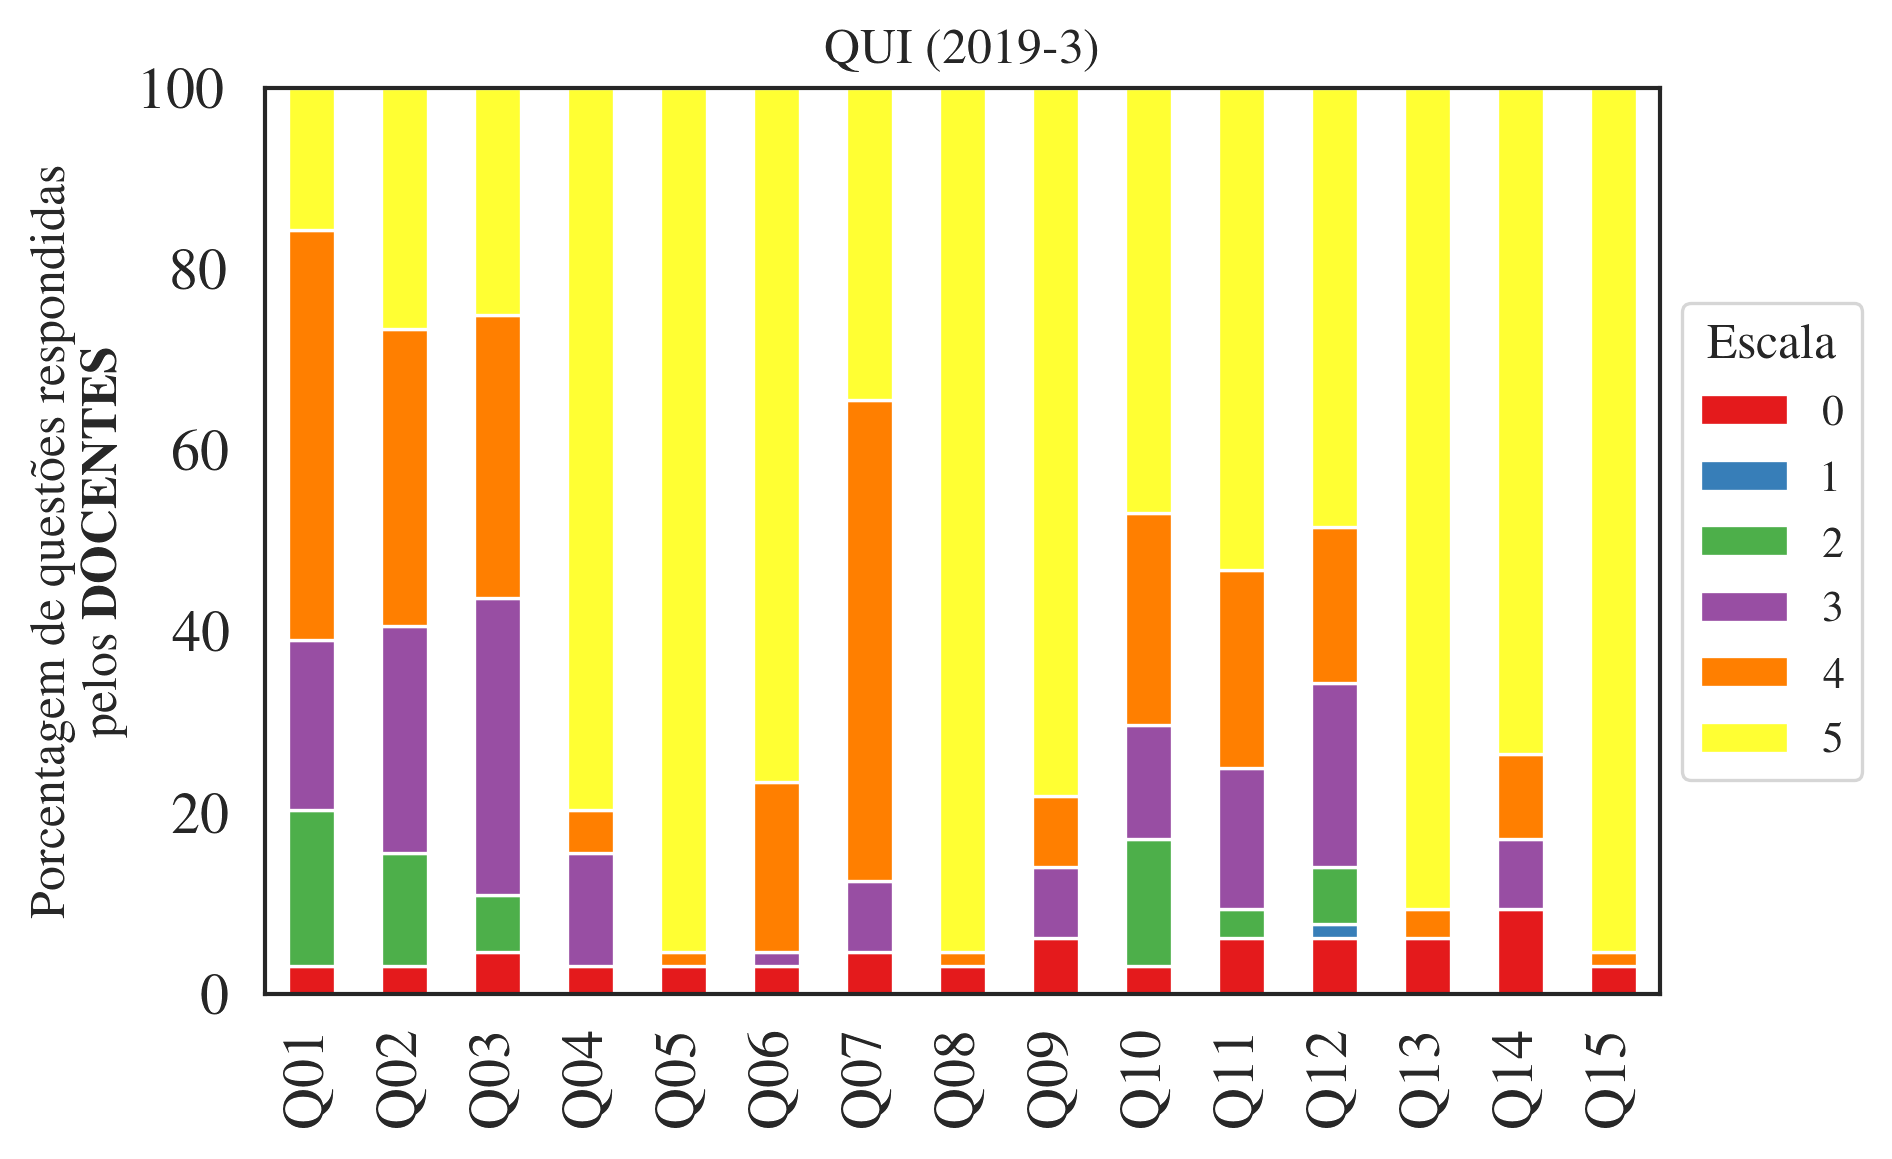 QUI (2019-3)
Porcentagem de questões respondidas
pelos DOCENTES
100
80
60
40
20
0
Q01
Q02
Q03
Q04
Q05
Q06
Q07
Q08
Q09
Q10
Q11
Q12
Q13
Q14
Q15
Escala
0
1
2
3
4
5